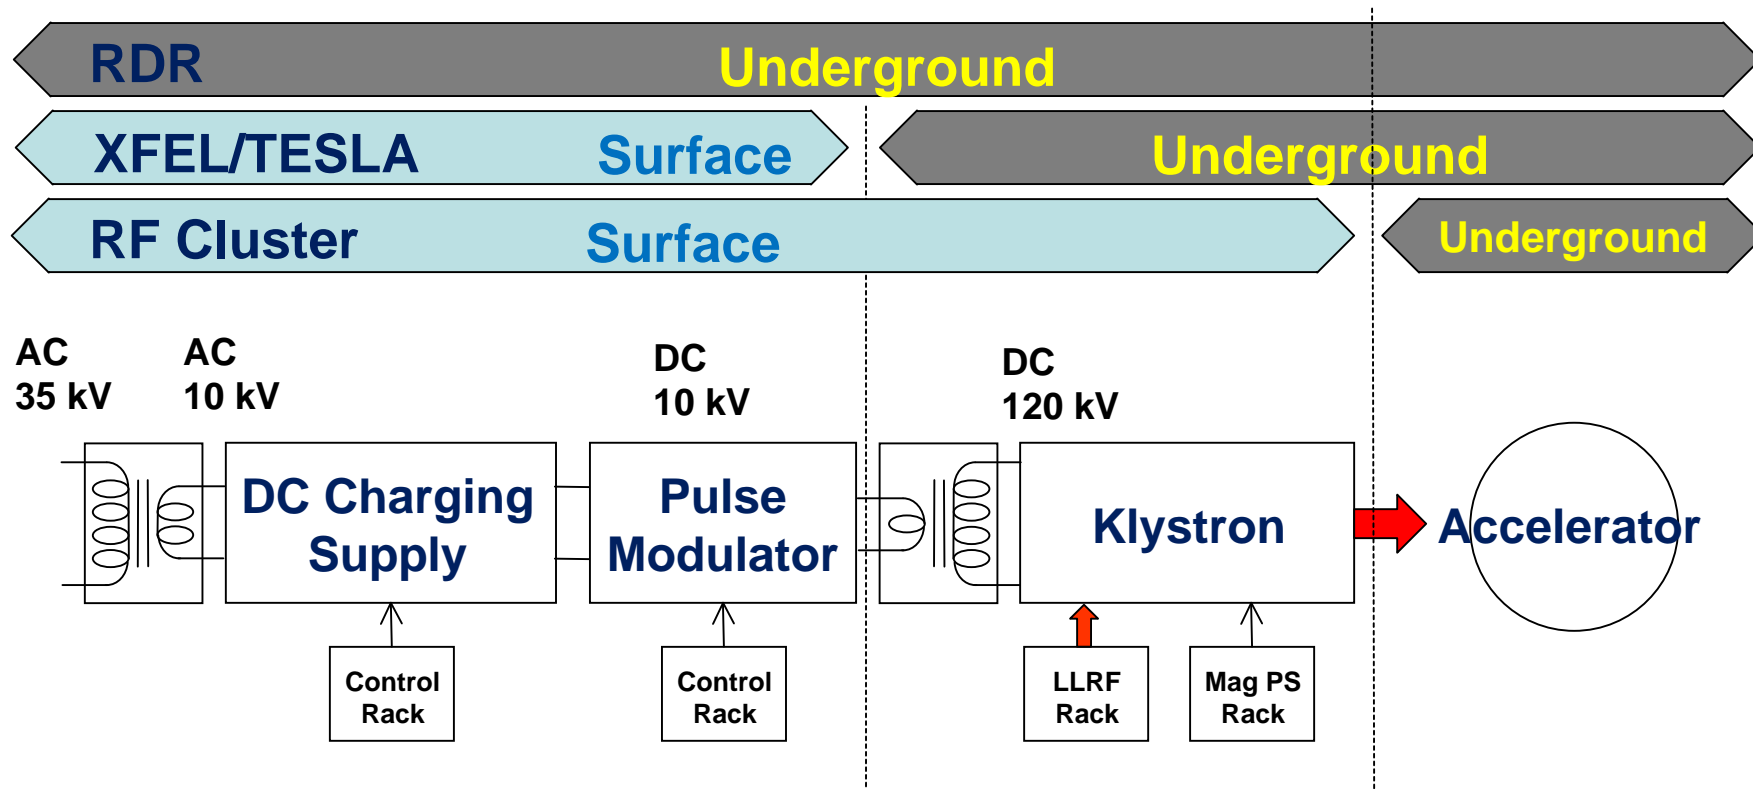 RDR Underground
XFEL/TESLA Surface Underground
RF Cluster Surface Underground
AC
35 kV
AC
10 kV
DC
10 kV
DC
120 kV
DC Charging
Supply
Pulse
Modulator
Klystron
Accelerator
Control
Rack
Control
Rack
LLRF
Rack
Mag PS
Rack